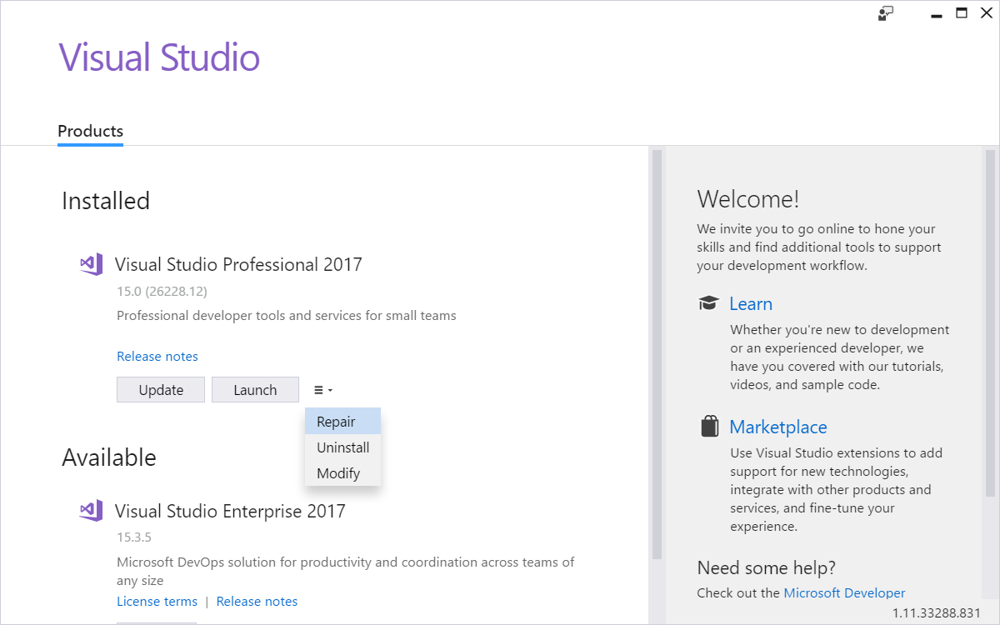 Visual Studio
Products
Installed
Visual Studio Professional 2017
15.0 (26228.12)
Professional developer tools and services for small teams
Release notes
Update
Launch
Repair
Uninstall
Modify
Available
Visual Studio Enterprise 2017
15.3.5
Microsoft DevOps solution for productivity and coordination across teams of
any size
License terms | Release notes
Welcome!
We invite you to go online to hone your
skills and find additional tools to support
your development workflow.
Learn
Whether you're new to development
or an experienced developer, we
have you covered with our tutorials,
videos, and sample code.
Marketplace
Use Visual Studio extensions to add
support for new technologies,
integrate with other products and
services, and fine-tune your
experience.
Need some help?
Check out the Microsoft Developer
1.11.33288.831